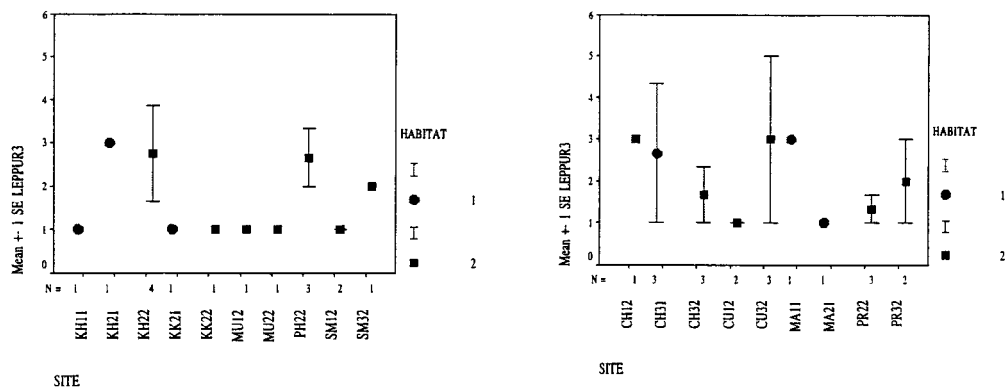 6
5
4
3
2
1
0
Mean +- 1 SE LEPPUR3
N = 1 1 4 1 1 1 1 3 2 1
KH11 KH21 KH22 KK21 KK22 MU12 MU22 PH22 SM12 SM32
SITE
HABITAT
1
2
6
5
4
3
2
1
0
Mean +- 1 SE LEPPUR3
N = 3 3 2 3 1 3 2
CH12 CH31 CH32 CU12 CU32 MA11 MA21 PR22 PR32
SITE
HABITAT
1
2